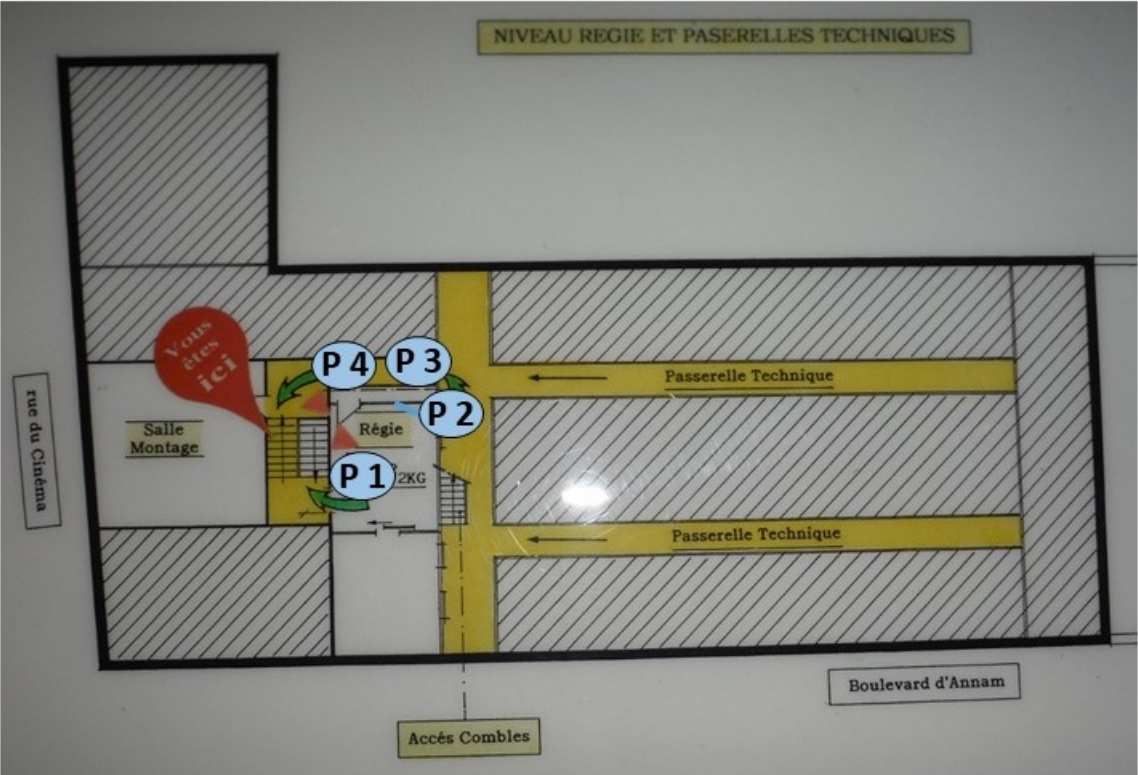 NIVEAU REGIE ET PASERELLES TECHNIQUES
Vous
êtes
ici
P 4
P 3
Passerelle Technique
P 2
rue du Cinéma
Salle
Montage
Régie
P 1
2KG
Passerelle Technique
Boulevard d'Annam
Accés Combles